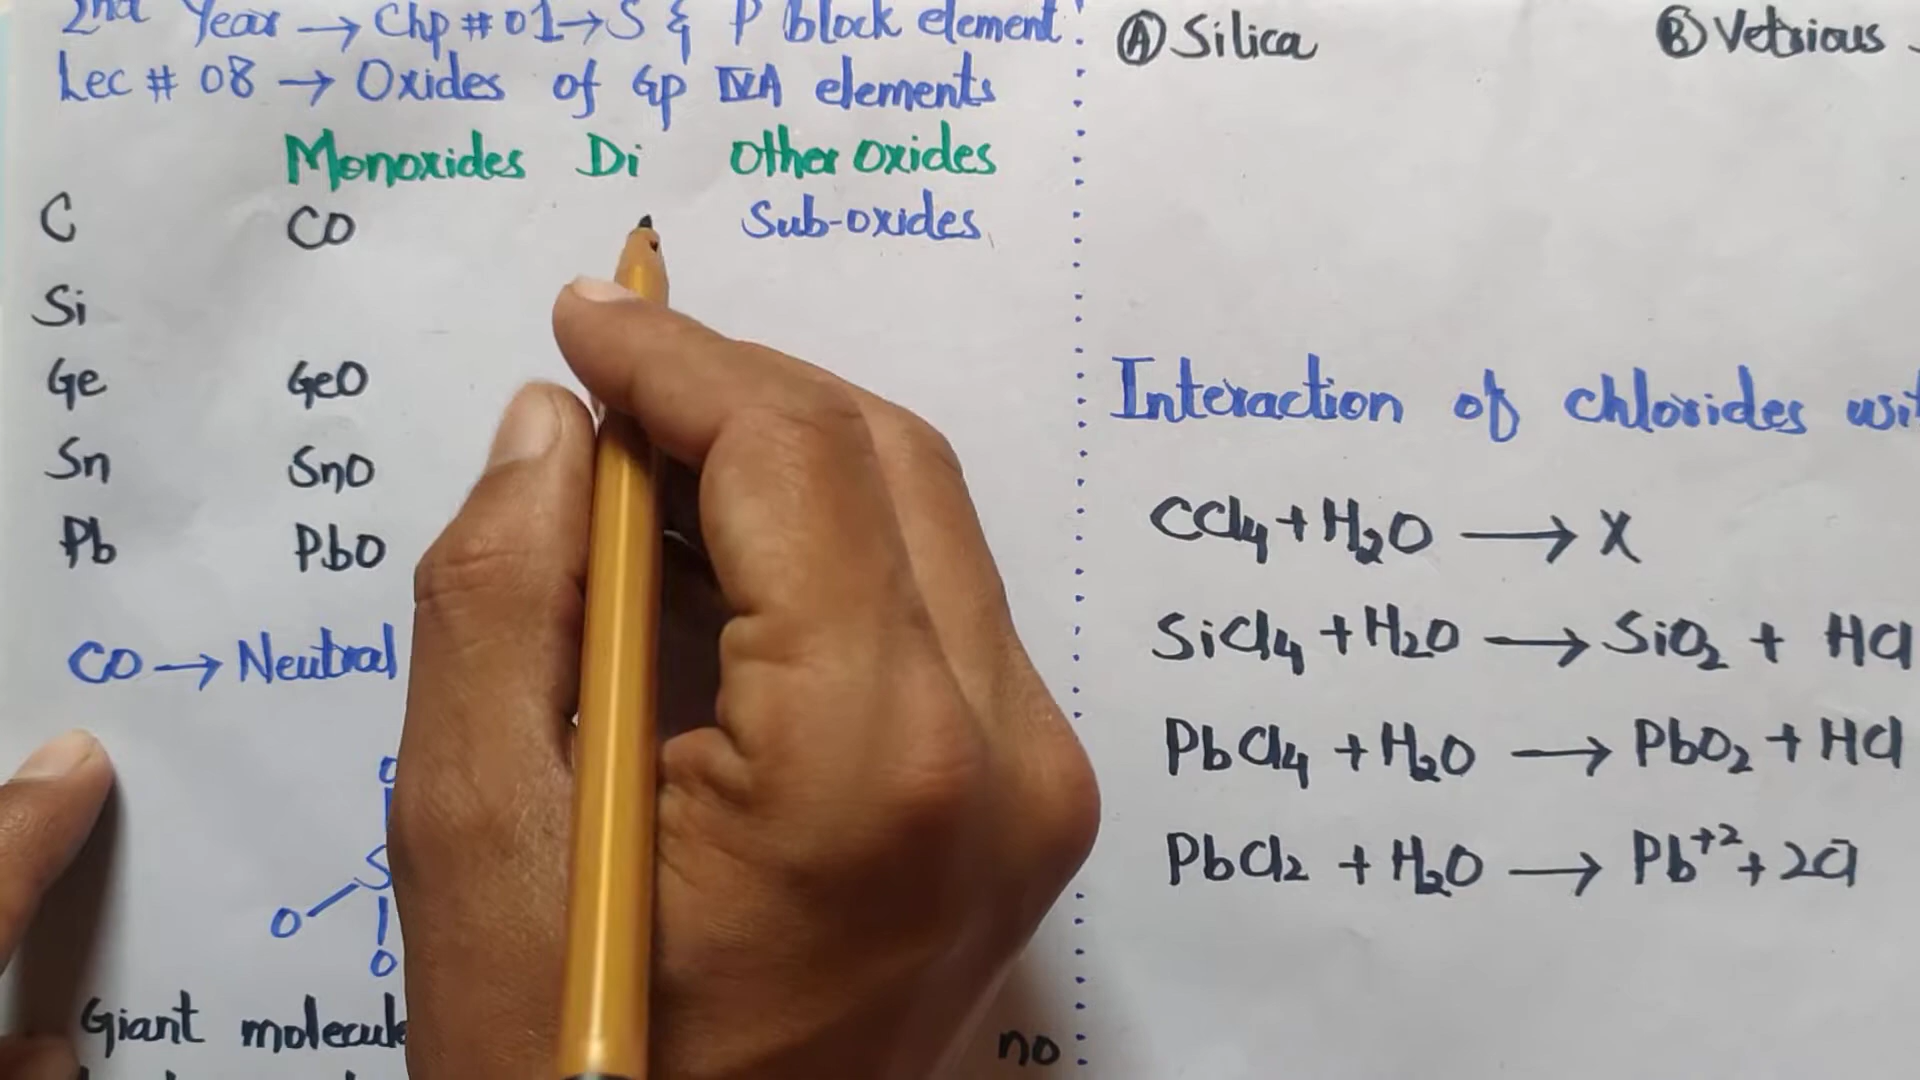 2nd Year → Chp # 01 → S & P block element
Lec # 08 → Oxides of Gp IVA elements
Monoxides Di Other oxides
C CO Sub-oxides
Si
Ge GeO
Sn SnO
Pb PbO
CO → Neutral
O
S
O
O
Giant molecule
no
Ⓐ Silica Ⓑ Vetrious
Interaction of chlorides
CCl4 + H2O → X
SiCl4 + H2O → SiO2 + HCl
PbCl4 + H2O → PbO2 + HCl
PbCl2 + H2O → Pb+2 + 2Cl